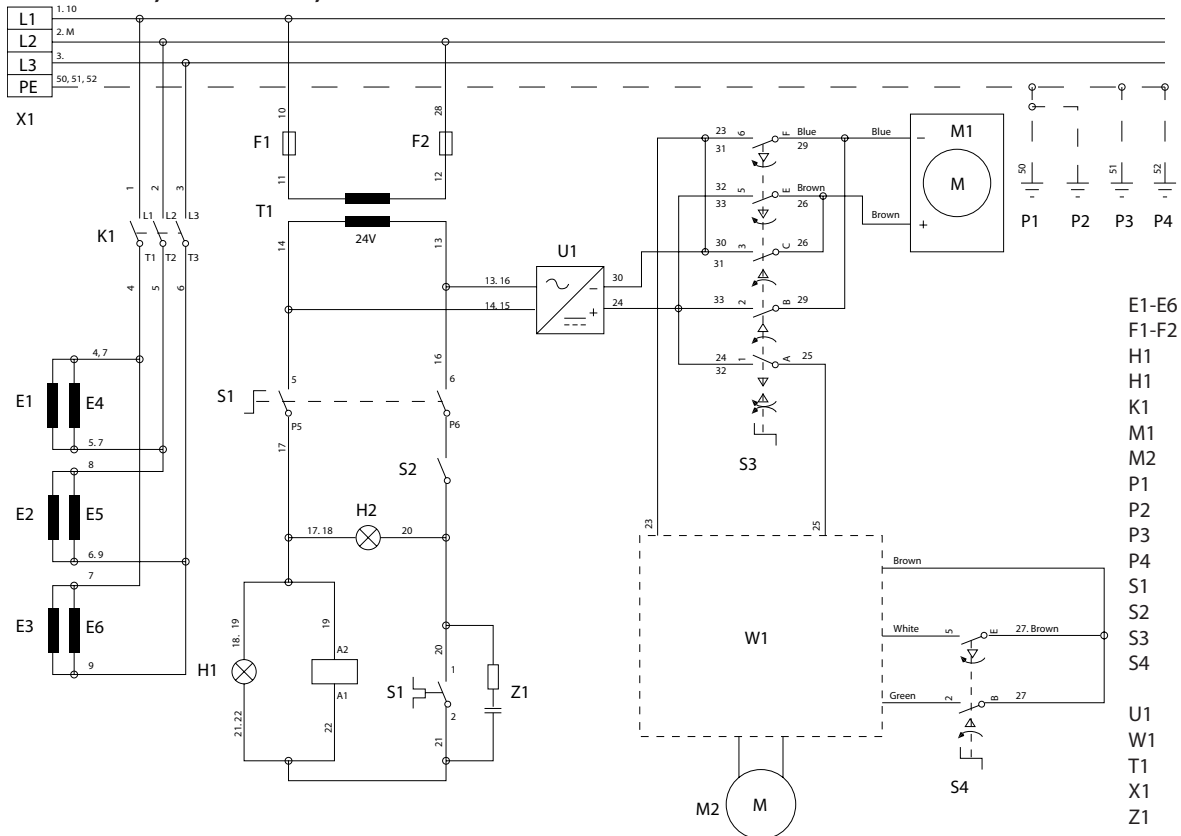 L1 1. 10
L2 2. M
L3 3.
PE 50, 51, 52
X1
10
28
F1
F2
11
12
T1
24V
14
13
1
2
3
L1 L2 L3
K1
T1 T2 T3
4
5
6
4, 7
E1 E4
5. 7
8
E2 E5
6. 9
7
E3 E6
9
13. 16
14, 15
U1
30
24
16
5
6
S1
P5
P6
17
S2
H2
17. 18
20
18. 19
19
A2
H1
A1
21. 22
22
20
1
S1
2
21
Z1
23
31
6
F
Blue
29
Blue
32
33
5
E
Brown
26
Brown
30
31
3
C
26
33
2
B
29
24
32
1
A
25
S3
M1
M
−
+
50
51
52
P1 P2 P3 P4
23
25
W1
Brown
White
5
E
27. Brown
Green
2
B
27
S4
M2
M
E1-E6
F1-F2
H1
H1
K1
M1
M2
P1
P2
P3
P4
S1
S2
S3
S4
U1
W1
T1
X1
Z1